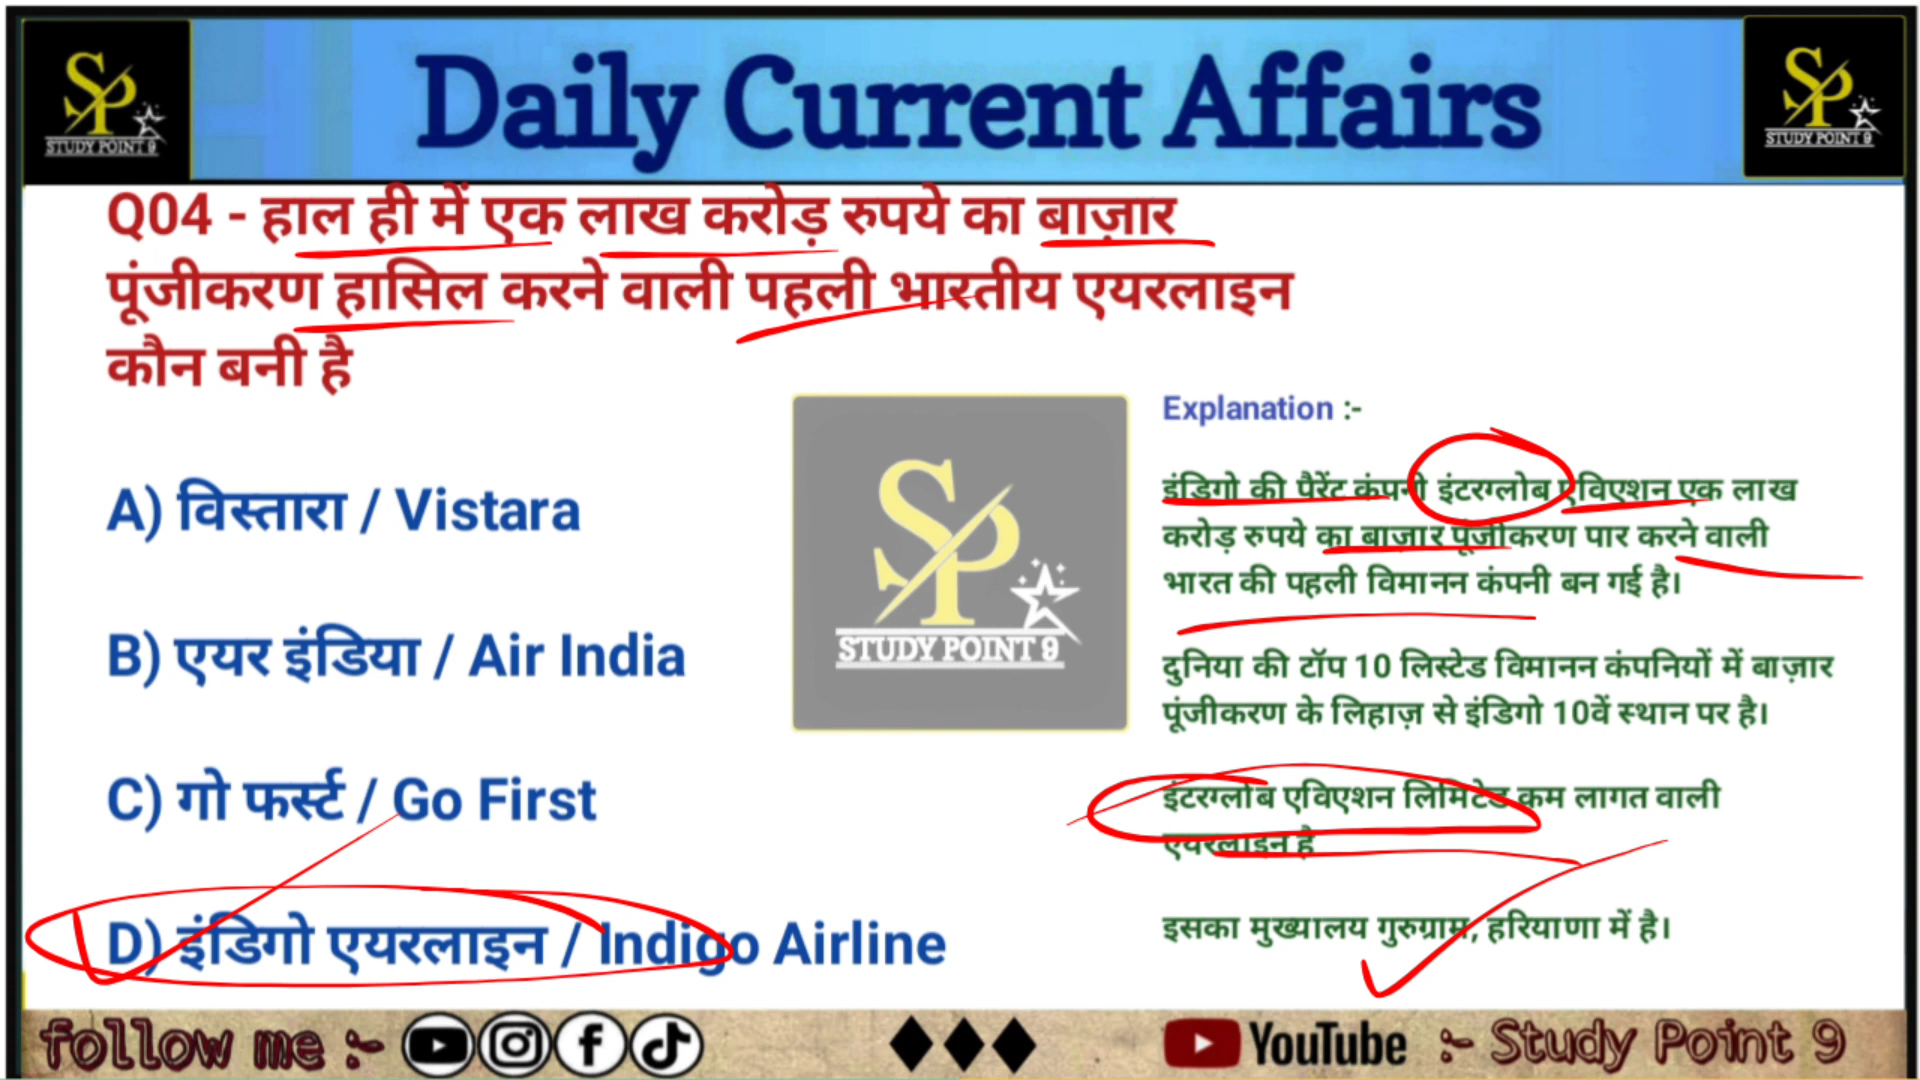 SP
STUDY POINT 9
Daily Current Affairs
SP
STUDY POINT 9
Q04 - हाल ही में एक लाख करोड़ रुपये का बाज़ार
पूंजीकरण हासिल करने वाली पहली भारतीय एयरलाइन
कौन बनी है
A) विस्तारा / Vistara
B) एयर इंडिया / Air India
C) गो फर्स्ट / Go First
D) इंडिगो एयरलाइन / Indigo Airline
SP
STUDY POINT 9
Explanation :-
इंडिगो की पैरेंट कंपनी इंटरग्लोब एविएशन एक लाख
करोड़ रुपये का बाज़ार पूंजीकरण पार करने वाली
भारत की पहली विमानन कंपनी बन गई है।
दुनिया की टॉप 10 लिस्टेड विमानन कंपनियों में बाज़ार
पूंजीकरण के लिहाज़ से इंडिगो 10वें स्थान पर है।
इंटरग्लोब एविएशन लिमिटेड कम लागत वाली
एयरलाइन है
इसका मुख्यालय गुरुग्राम, हरियाणा में है।
follow me :-
YouTube :- Study Point 9